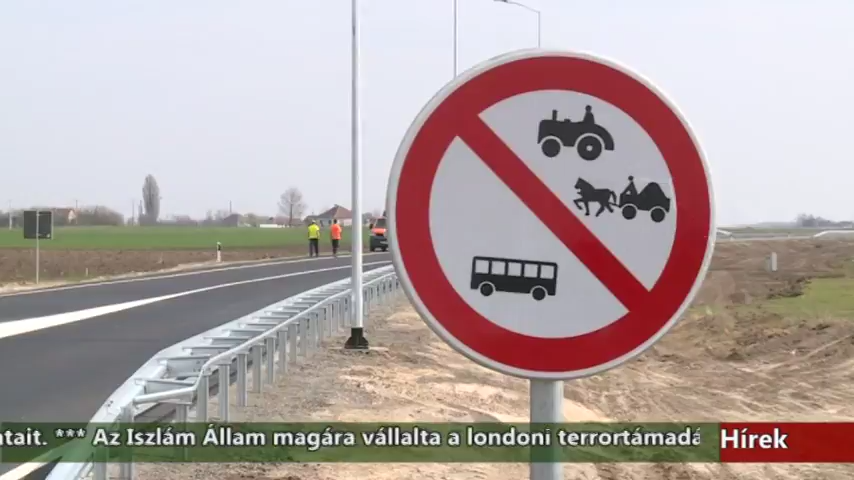 ntait. *** Az Iszlám Állam magára vállalta a londoni terrortámadá
Hírek